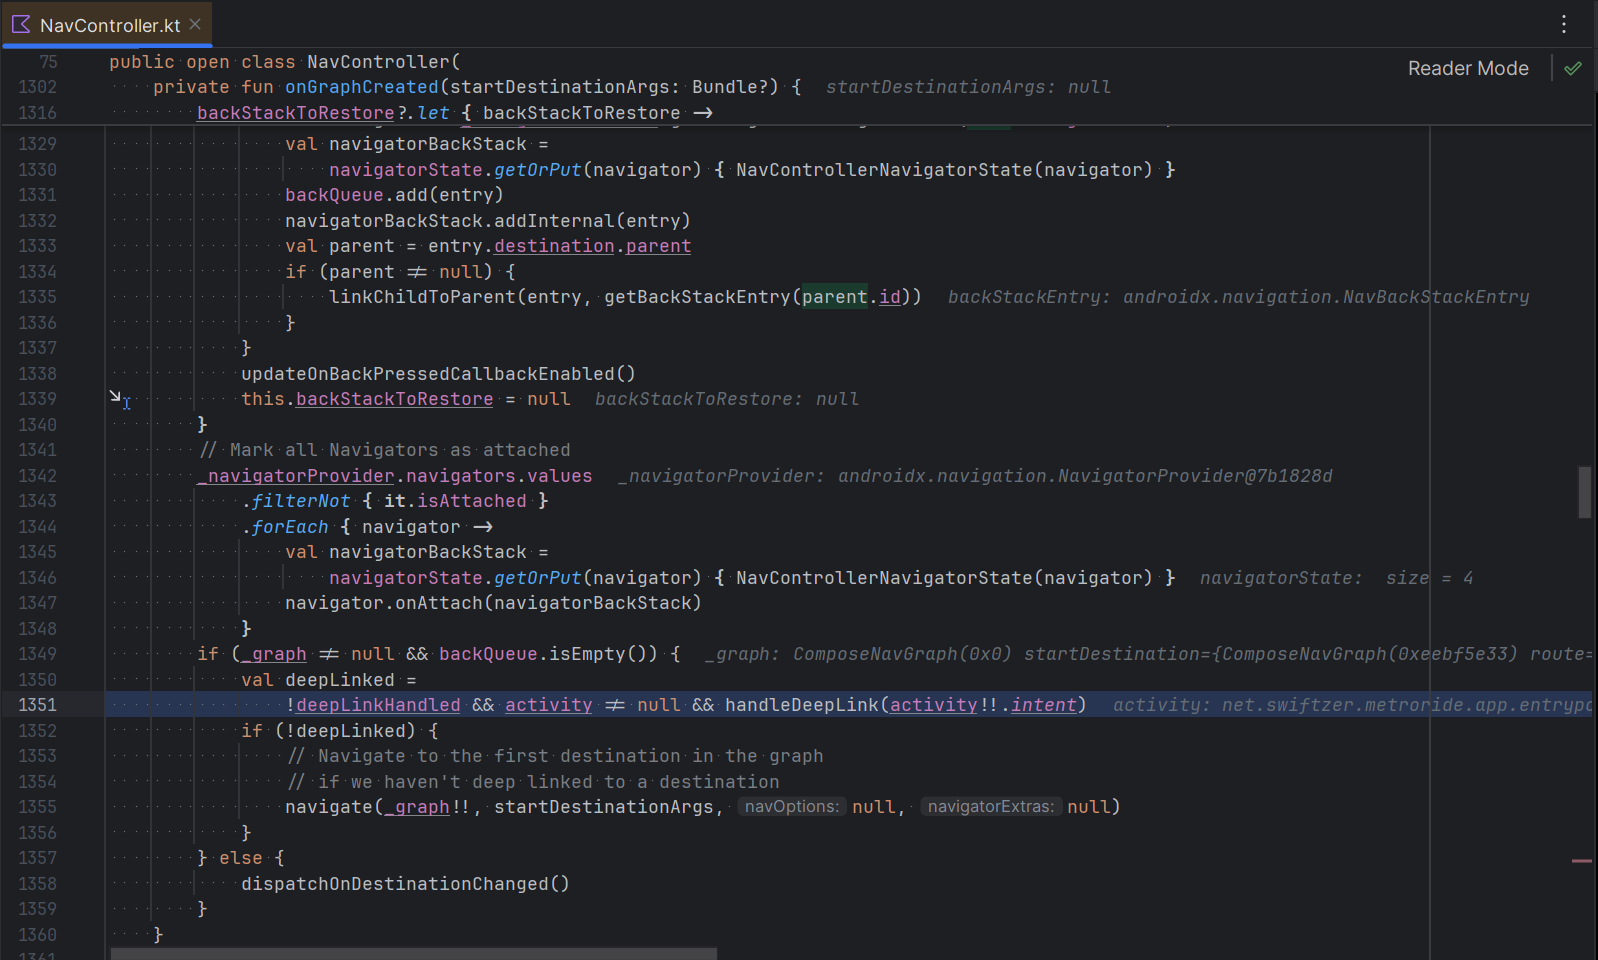 NavController.kt
75 public open class NavController(
1302 private fun onGraphCreated(startDestinationArgs: Bundle?) { startDestinationArgs: null
1316 backStackToRestore?.let { backStackToRestore →
Reader Mode
1329 val navigatorBackStack =
1330 navigatorState.getOrPut(navigator) { NavControllerNavigatorState(navigator) }
1331 backQueue.add(entry)
1332 navigatorBackStack.addInternal(entry)
1333 val parent = entry.destination.parent
1334 if (parent ≠ null) {
1335 linkChildToParent(entry, getBackStackEntry(parent.id)) backStackEntry: androidx.navigation.NavBackStackEntry
1336 }
1337 }
1338 updateOnBackPressedCallbackEnabled()
1339 this.backStackToRestore = null backStackToRestore: null
1340 }
1341 // Mark all Navigators as attached
1342 _navigatorProvider.navigators.values _navigatorProvider: androidx.navigation.NavigatorProvider@7b1828d
1343 .filterNot { it.isAttached }
1344 .forEach { navigator →
1345 val navigatorBackStack =
1346 navigatorState.getOrPut(navigator) { NavControllerNavigatorState(navigator) } navigatorState: size = 4
1347 navigator.onAttach(navigatorBackStack)
1348 }
1349 if (_graph ≠ null && backQueue.isEmpty()) { _graph: ComposeNavGraph(0x0) startDestination={ComposeNavGraph(0xeebf5e33) route=
1350 val deepLinked =
1351 !deepLinkHandled && activity ≠ null && handleDeepLink(activity!!.intent) activity: net.swiftzer.metroride.app.entrypo
1352 if (!deepLinked) {
1353 // Navigate to the first destination in the graph
1354 // if we haven't deep linked to a destination
1355 navigate(_graph!!, startDestinationArgs, navOptions: null, navigatorExtras: null)
1356 }
1357 } else {
1358 dispatchOnDestinationChanged()
1359 }
1360 }
1361